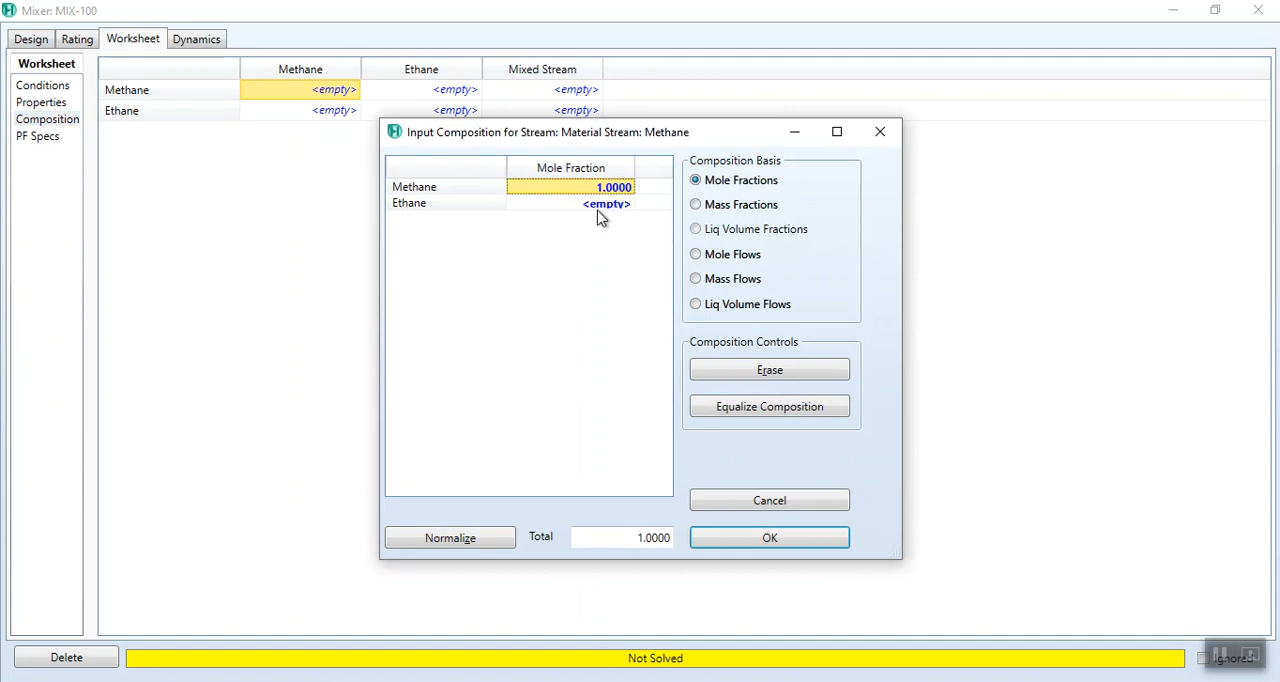 Mixer: MIX-100
Design Rating Worksheet Dynamics
Worksheet
Conditions
Properties
Composition
PF Specs
Methane Ethane Mixed Stream
Methane <empty> <empty> <empty>
Ethane <empty> <empty> <empty>
Input Composition for Stream: Material Stream: Methane
Mole Fraction
Methane 1.0000
Ethane <empty>
Composition Basis
Mole Fractions
Mass Fractions
Liq Volume Fractions
Mole Flows
Mass Flows
Liq Volume Flows
Composition Controls
Erase
Equalize Composition
Cancel
Normalize Total 1.0000 OK
Delete Not Solved Ignored